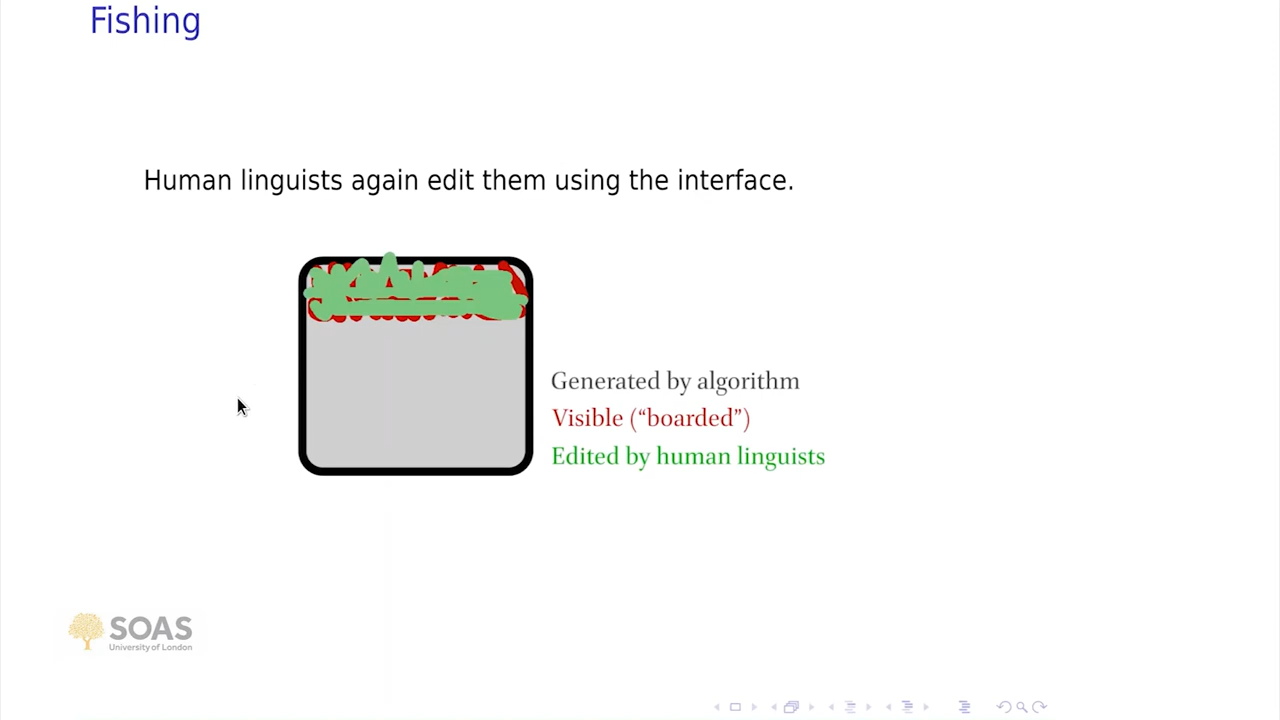 Fishing
Human linguists again edit them using the interface.
Generated by algorithm
Visible (“boarded”)
Edited by human linguists
SOAS
University of London